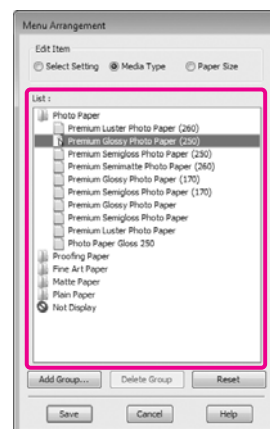 Menu Arrangement
Edit Item
Select Setting Media Type Paper Size
List :
Photo Paper
Premium Luster Photo Paper (260)
Premium Glossy Photo Paper (250)
Premium Semigloss Photo Paper (250)
Premium Semimatte Photo Paper (260)
Premium Glossy Photo Paper (170)
Premium Semigloss Photo Paper (170)
Premium Glossy Photo Paper
Premium Semigloss Photo Paper
Premium Luster Photo Paper
Photo Paper Gloss 250
Proofing Paper
Fine Art Paper
Matte Paper
Plain Paper
Not Display
Add Group... Delete Group Reset
Save Cancel Help